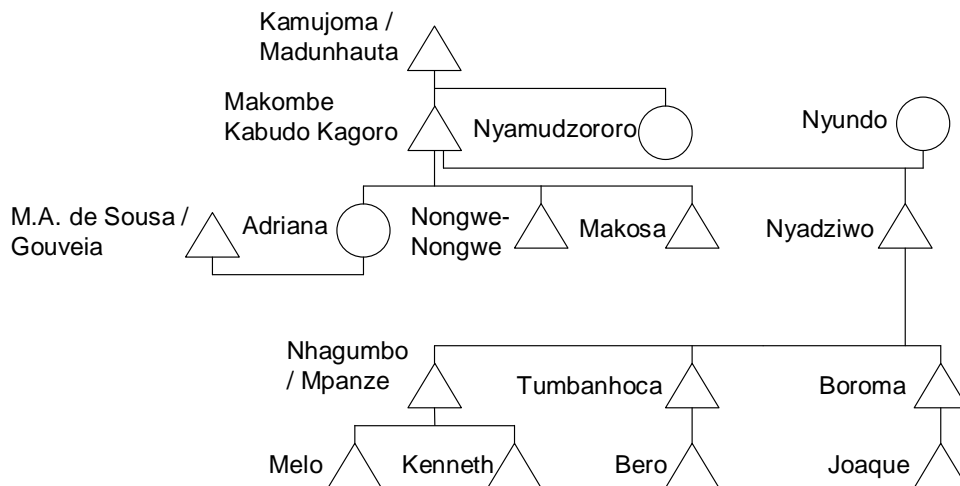 Kamujoma /
Madunhauta
Makombe
Kabudo Kagoro
Nyamudzororo
Nyundo
M.A. de Sousa /
Gouveia
Adriana
Nongwe-
Nongwe
Makosa
Nyadziwo
Nhagumbo
/ Mpanze
Tumbanhoca
Boroma
Melo
Kenneth
Bero
Joaque